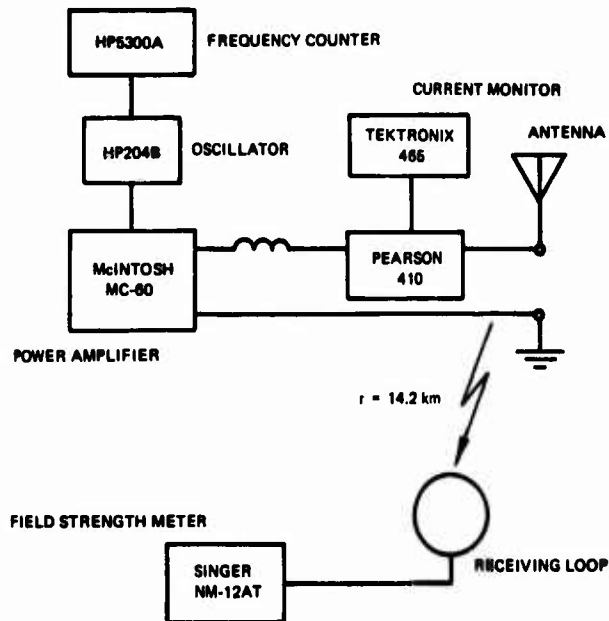 HP5300A
FREQUENCY COUNTER
CURRENT MONITOR
HP204B
OSCILLATOR
TEKTRONIX
465
ANTENNA
McINTOSH
MC-60
PEARSON
410
POWER AMPLIFIER
r = 14.2 km
FIELD STRENGTH METER
SINGER
NM-12AT
RECEIVING LOOP